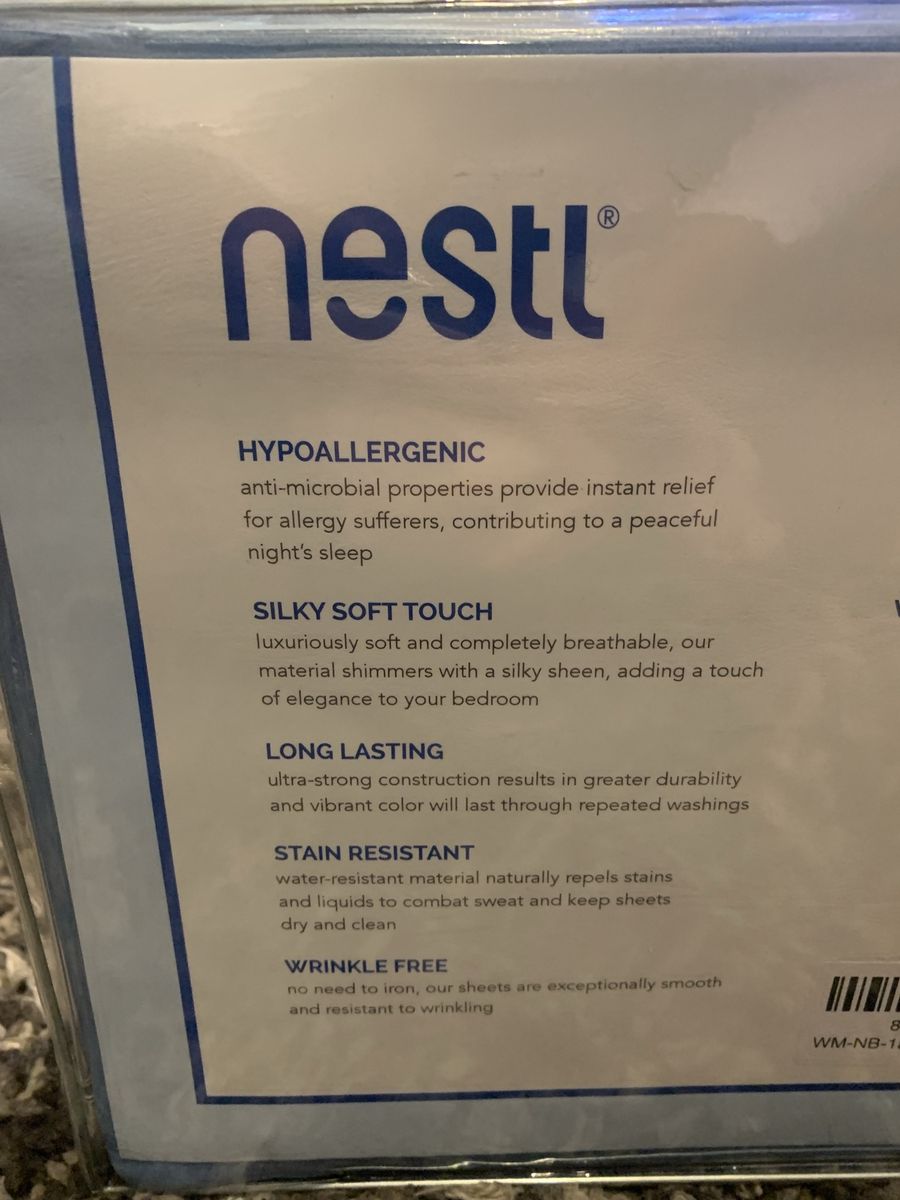 nestl®
HYPOALLERGENIC
anti-microbial properties provide instant relief
for allergy sufferers, contributing to a peaceful
night's sleep
SILKY SOFT TOUCH
luxuriously soft and completely breathable, our
material shimmers with a silky sheen, adding a touch
of elegance to your bedroom
LONG LASTING
ultra-strong construction results in greater durability
and vibrant color will last through repeated washings
STAIN RESISTANT
water-resistant material naturally repels stains
and liquids to combat sweat and keep sheets
dry and clean
WRINKLE FREE
no need to iron, our sheets are exceptionally smooth
and resistant to wrinkling
8
WM-NB-1